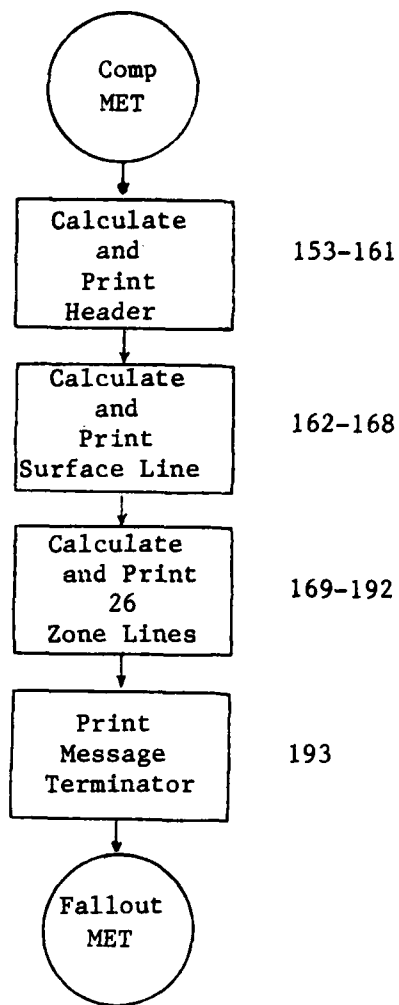 Comp
MET
Calculate
and
Print
Header
153-161
Calculate
and
Print
Surface Line
162-168
Calculate
and Print
26
Zone Lines
169-192
Print
Message
Terminator
193
Fallout
MET